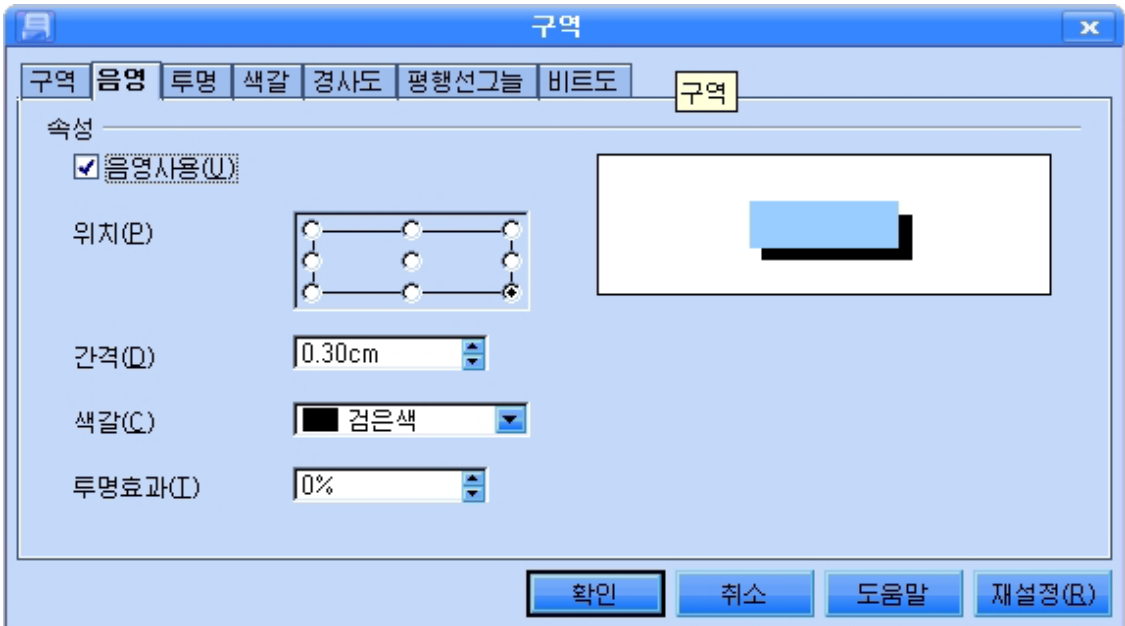 구역
구역 음영 투명 색갈 경사도 평행선그늘 비트도
구역
속성
음영사용(U)
위치(P)
간격(D) 0.30cm
색갈(C) 검은색
투명효과(T) 0%
확인 취소 도움말 재설정(R)